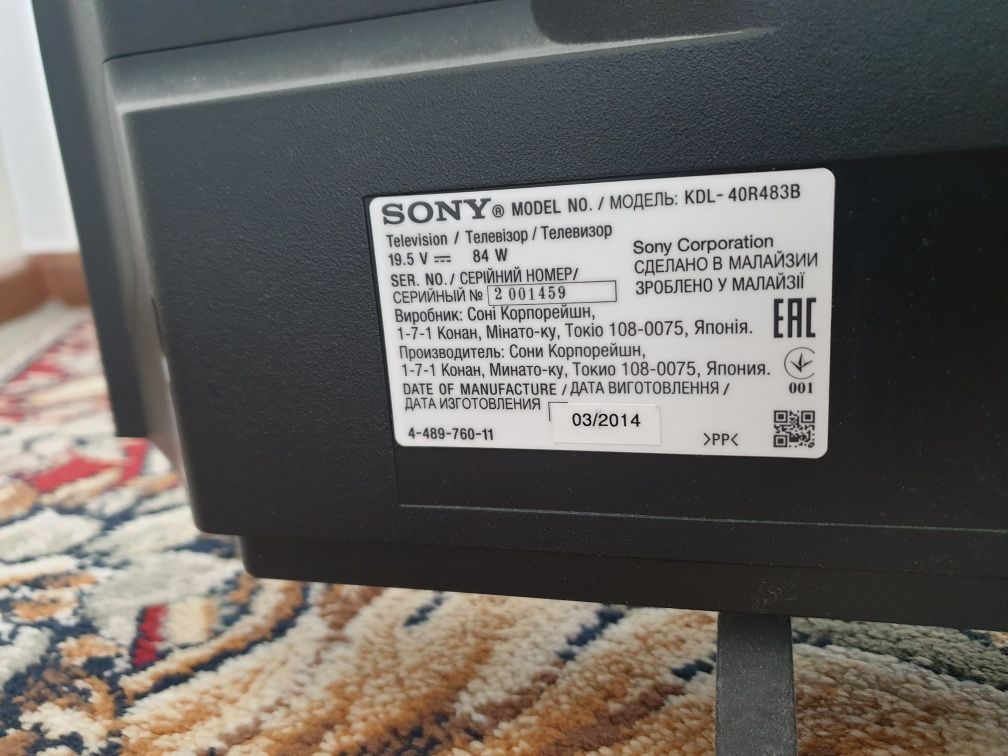 SONY® MODEL NO. / МОДЕЛЬ: KDL- 40R483B
Television / Телевізор / Телевизор
19.5 V ⎓ 84 W
Sony Corporation
СДЕЛАНО В МАЛАЙЗИИ
ЗРОБЛЕНО У МАЛАЙЗІЇ
SER. NO. / СЕРІЙНИЙ НОМЕР/
СЕРИЙНЫЙ № 2 001459
Виробник: Соні Корпорейшн,
1-7-1 Конан, Мінато-ку, Токіо 108-0075, Японія.
Производитель: Сони Корпорейшн,
1-7-1 Конан, Минато-ку, Токио 108-0075, Япония.
EAC
001
DATE OF MANUFACTURE / ДАТА ВИГОТОВЛЕННЯ /
ДАТА ИЗГОТОВЛЕНИЯ 03/2014
4-489-760-11
>PP<